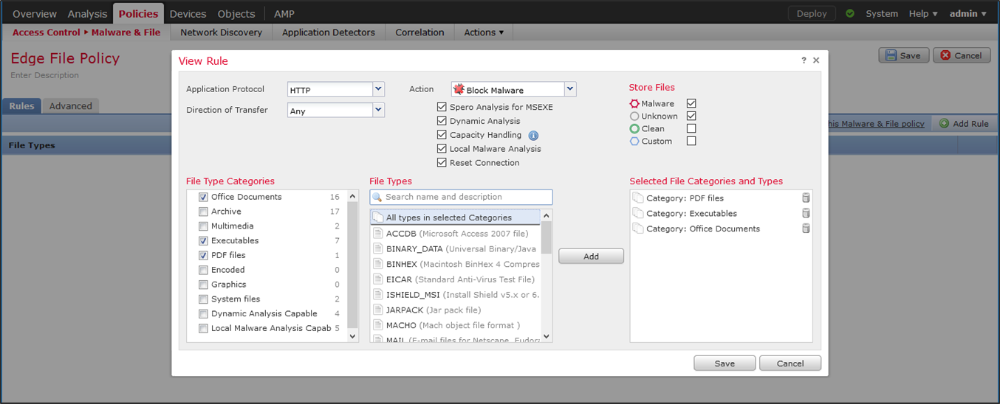 Overview Analysis Policies Devices Objects AMP Deploy System Help admin
Access Control ▸ Malware & File Network Discovery Application Detectors Correlation Actions
Edge File Policy
Enter Description
Save Cancel
Rules Advanced
his Malware & File policy Add Rule
File Types
View Rule
? ×
Application Protocol HTTP Action Block Malware
Direction of Transfer Any
Spero Analysis for MSEXE
Dynamic Analysis
Capacity Handling
Local Malware Analysis
Reset Connection
Store Files
Malware
Unknown
Clean
Custom
File Type Categories
Office Documents 16
Archive 17
Multimedia 2
Executables 7
PDF files 1
Encoded 0
Graphics 0
System files 2
Dynamic Analysis Capable 4
Local Malware Analysis Capab 5
File Types
Search name and description
All types in selected Categories
ACCDB (Microsoft Access 2007 file)
BINARY_DATA (Universal Binary/Java
BINHEX (Macintosh BinHex 4 Compres
EICAR (Standard Anti-Virus Test File)
ISHIELD_MSI (Install Shield v5.x or 6.
JARPACK (Jar pack file)
MACHO (Mach object file format )
MAIL (E-mail files for Netscape, Eudora
Add
Selected File Categories and Types
Category: PDF files
Category: Executables
Category: Office Documents
Save Cancel